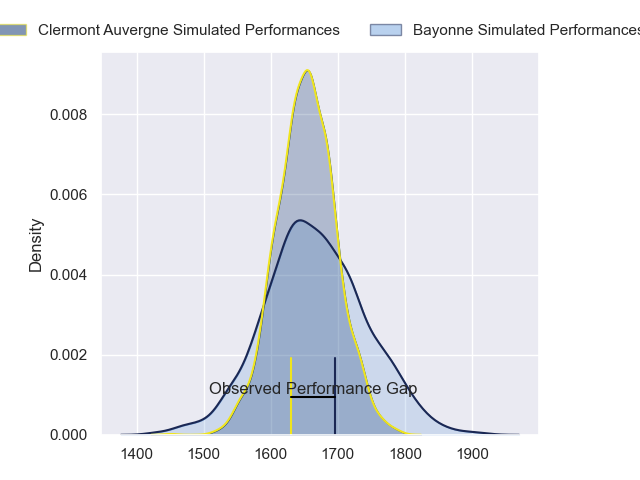 Clermont Auvergne Simulated Performances
Bayonne Simulated Performances
Density
0.008
0.006
0.004
0.002
0.000
Observed Performance Gap
1400 1500 1600 1700 1800 1900